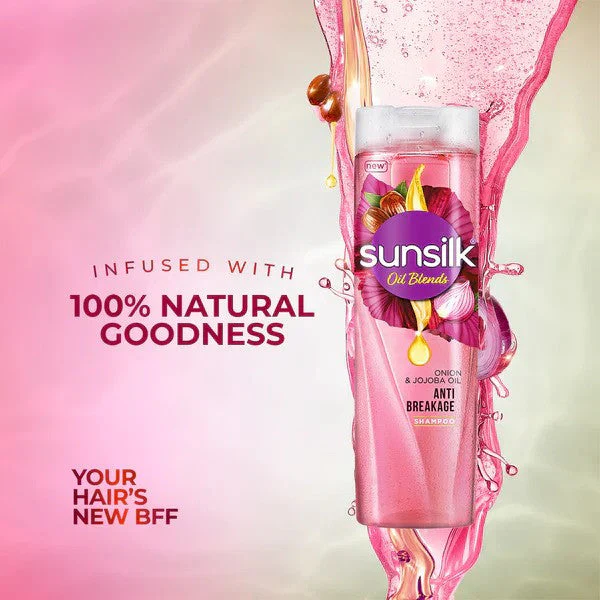 INFUSED WITH
100% NATURAL
GOODNESS
YOUR
HAIR'S
NEW BFF
new
sunsilk
Oil Blends
ONION
& JOJOBA OIL
ANTI
BREAKAGE
SHAMPOO